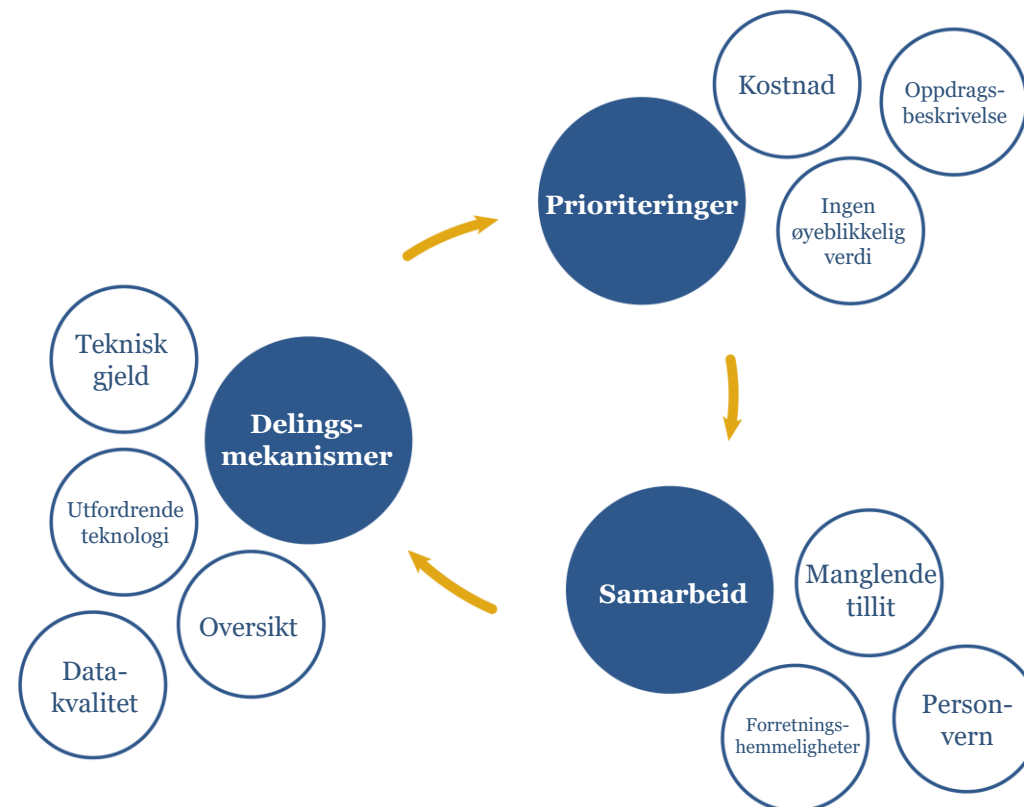 Kostnad
Oppdrags-
beskrivelse
Prioriteringer
Ingen
øyeblikkelig
verdi
Teknisk
gjeld
Delings-
mekanismer
Utfordrende
teknologi
Oversikt
Data-
kvalitet
Samarbeid
Manglende
tillit
Forretnings-
hemmeligheter
Person-
vern